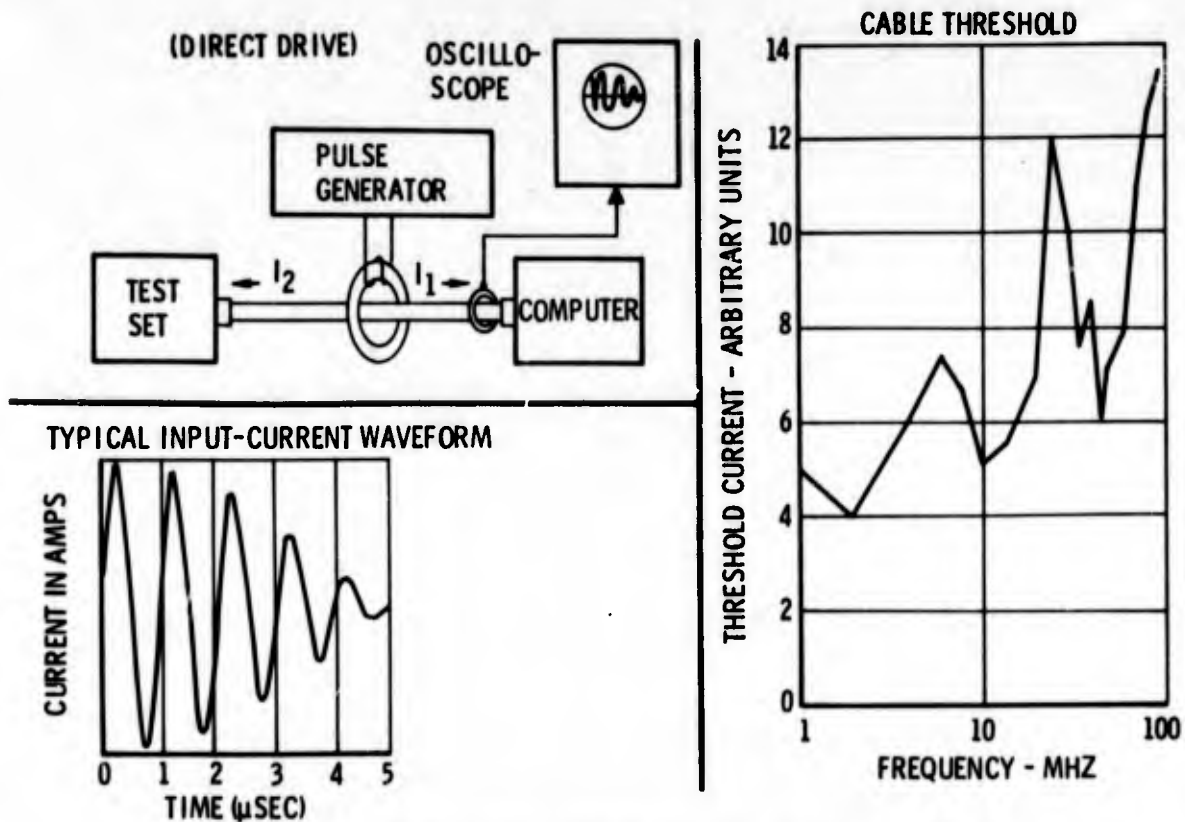 (DIRECT DRIVE)
OSCILLO-
SCOPE
PULSE
GENERATOR
TEST
SET
I2
I1
COMPUTER
TYPICAL INPUT-CURRENT WAVEFORM
CURRENT IN AMPS
0 1 2 3 4 5
TIME (μSEC)
CABLE THRESHOLD
THRESHOLD CURRENT - ARBITRARY UNITS
14
12
10
8
6
4
2
0
1 10 100
FREQUENCY - MHZ